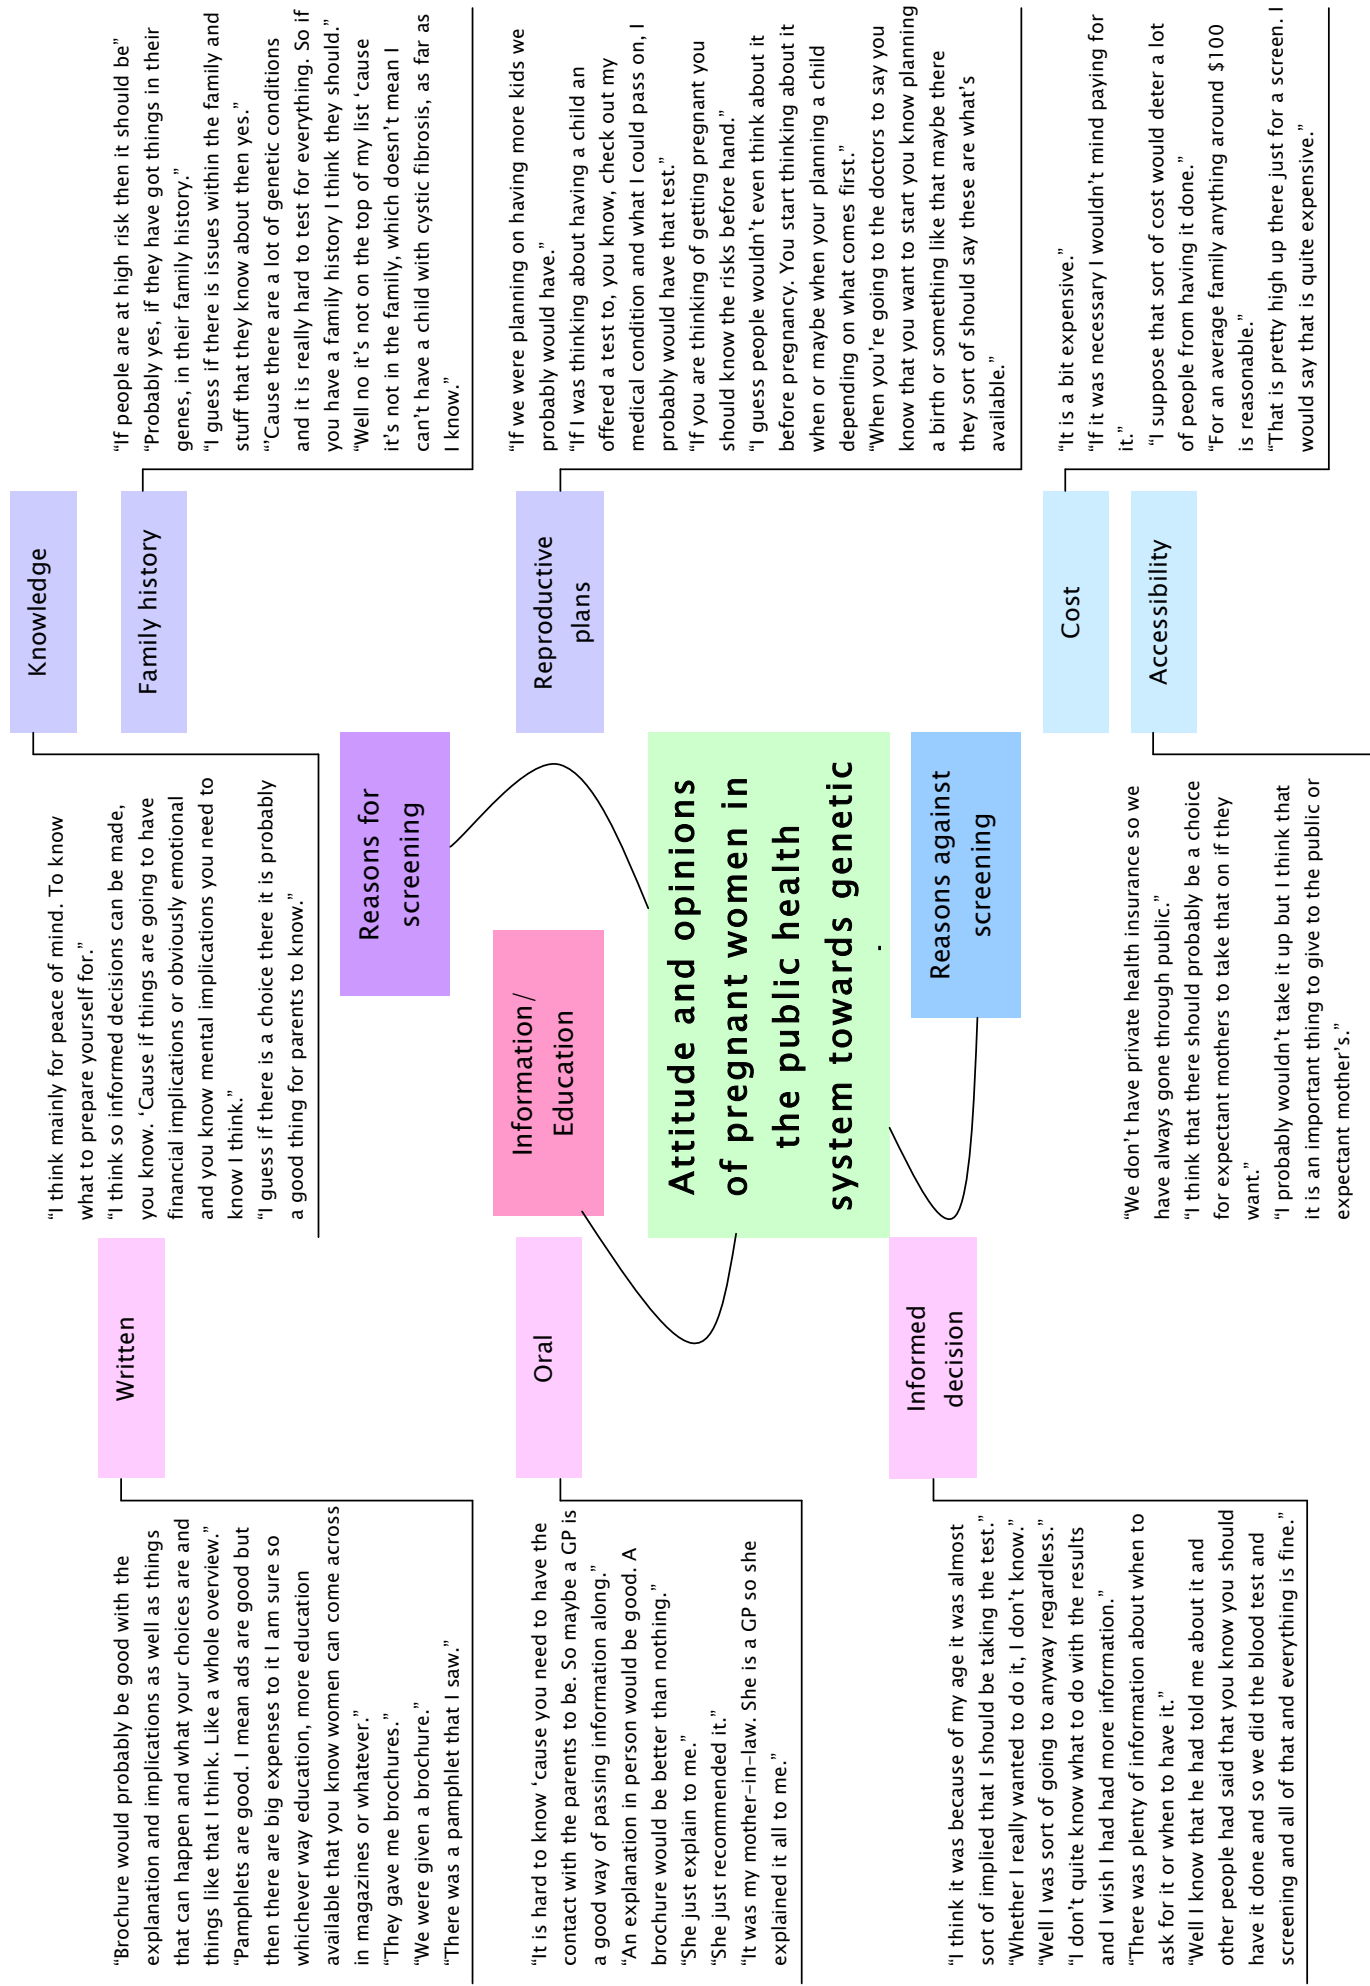 Written
“Brochure would probably be good with the
explanation and implications as well as things
that can happen and what your choices are and
things like that I think. Like a whole overview.”
“Pamphlets are good. I mean ads are good but
then there are big expenses to it I am sure so
whichever way education, more education
available that you know women can come across
in magazines or whatever.”
“They gave me brochures.”
“We were given a brochure.”
“There was a pamphlet that I saw.”
Oral
“It is hard to know ‘cause you need to have the
contact with the parents to be. So maybe a GP is
a good way of passing information along.”
“An explanation in person would be good. A
brochure would be better than nothing.”
“She just explain to me.”
“She just recommended it.”
“It was my mother-in-law. She is a GP so she
explained it all to me.”
Informed
decision
“I think it was because of my age it was almost
sort of implied that I should be taking the test.”
“Whether I really wanted to do it, I don’t know.”
“Well I was sort of going to anyway regardless.”
“I don’t quite know what to do with the results
and I wish I had had more information.”
“There was plenty of information about when to
ask for it or when to have it.”
“Well I know that he had told me about it and
other people had said that you know you should
have it done and so we did the blood test and
screening and all of that and everything is fine.”
Information/
Education
Attitude and opinions
of pregnant women in
the public health
system towards genetic
Reasons for
screening
Reasons against
screening
Knowledge
“I think mainly for peace of mind. To know
what to prepare yourself for.”
“I think so informed decisions can be made,
you know. ‘Cause if things are going to have
financial implications or obviously emotional
and you know mental implications you need to
know I think.”
“I guess if there is a choice there it is probably
a good thing for parents to know.”
Family history
“If people are at high risk then it should be”
“Probably yes, if they have got things in their
genes, in their family history.”
“I guess if there is issues within the family and
stuff that they know about then yes.”
“’Cause there are a lot of genetic conditions
and it is really hard to test for everything. So if
you have a family history I think they should.”
“Well no it’s not on the top of my list ‘cause
it’s not in the family, which doesn’t mean I
can’t have a child with cystic fibrosis, as far as
I know.”
Reproductive
plans
“If we were planning on having more kids we
probably would have.”
“If I was thinking about having a child an
offered a test to, you know, check out my
medical condition and what I could pass on, I
probably would have that test.”
“If you are thinking of getting pregnant you
should know the risks before hand.”
“I guess people wouldn’t even think about it
before pregnancy. You start thinking about it
when or maybe when your planning a child
depending on what comes first.”
“When you’re going to the doctors to say you
know that you want to start you know planning
a birth or something like that maybe there
they sort of should say these are what’s
available.”
Cost
“It is a bit expensive.”
“If it was necessary I wouldn’t mind paying for
it.”
“I suppose that sort of cost would deter a lot
of people from having it done.”
“For an average family anything around $100
is reasonable.”
“That is pretty high up there just for a screen. I
would say that is quite expensive.”
Accessibility
“We don’t have private health insurance so we
have always gone through public.”
“I think that there should probably be a choice
for expectant mothers to take that on if they
want.”
“I probably wouldn’t take it up but I think that
it is an important thing to give to the public or
expectant mother’s.”